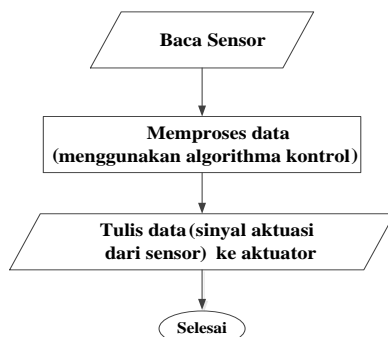 Baca Sensor
Memproses data
(menggunakan algorithma kontrol)
Tulis data (sinyal aktuasi
dari sensor) ke aktuator
Selesai